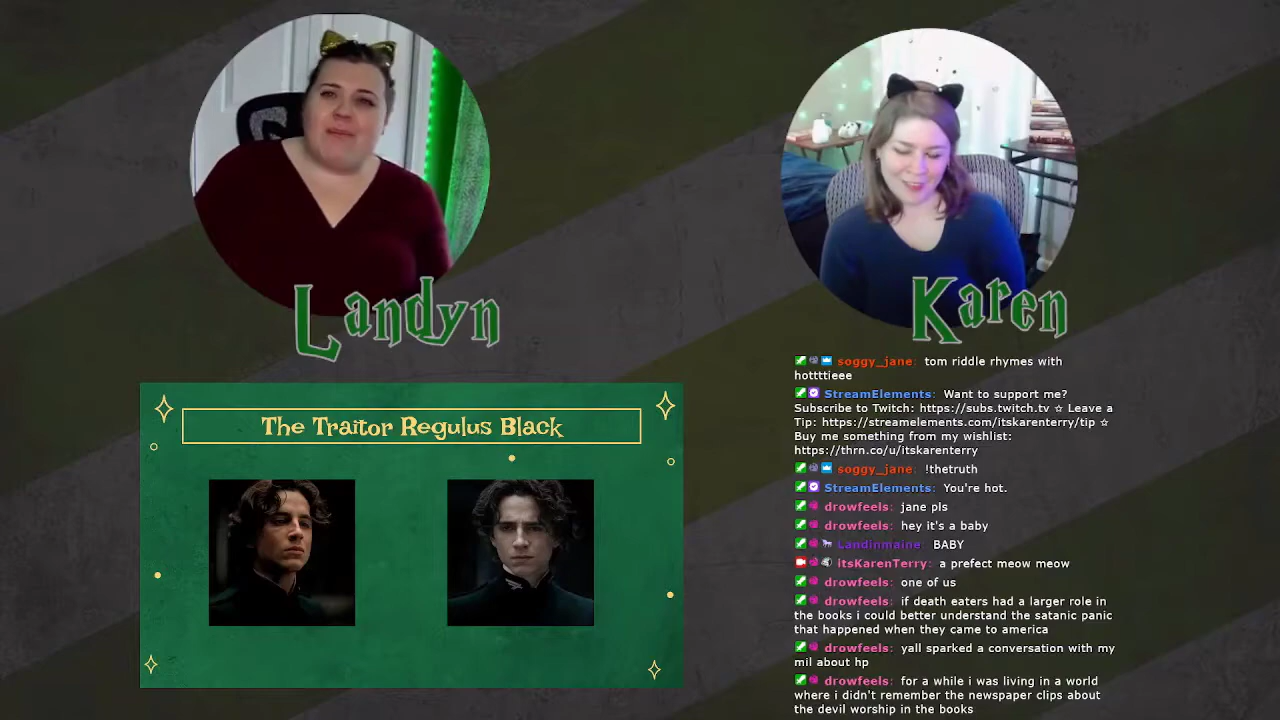 Landyn
Karen
The Traitor Regulus Black
soggy_jane: tom riddle rhymes with
hottttieee
StreamElements: Want to support me?
Subscribe to Twitch: https://subs.twitch.tv ☆ Leave a
Tip: https://streamelements.com/itskarenterry/tip ☆
Buy me something from my wishlist:
https://thrn.co/u/itskarenterry
soggy_jane: !thetruth
StreamElements: You're hot.
drowfeels: jane pls
drowfeels: hey it's a baby
Landinmaine: BABY
itsKarenTerry: a prefect meow meow
drowfeels: one of us
drowfeels: if death eaters had a larger role in
the books i could better understand the satanic panic
that happened when they came to america
drowfeels: yall sparked a conversation with my
mil about hp
drowfeels: for a while i was living in a world
where i didn't remember the newspaper clips about
the devil worship in the books